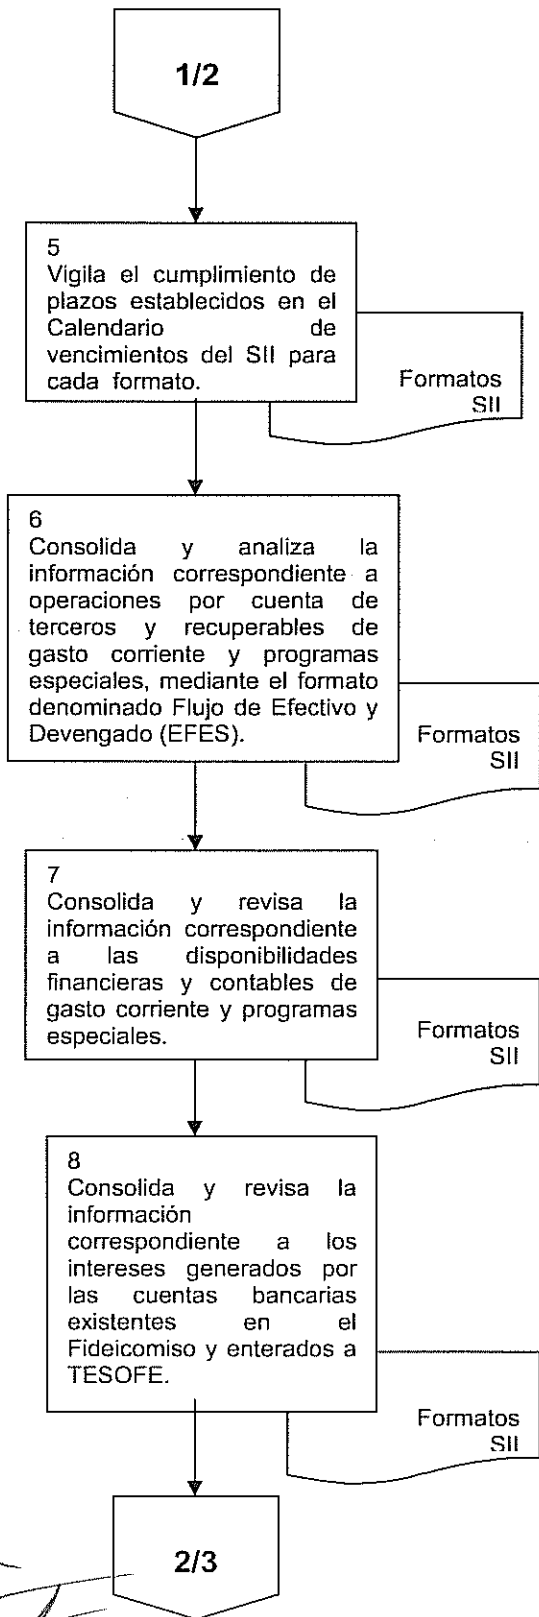 1/2
5
Vigila el cumplimiento de
plazos establecidos en el
Calendario de
vencimientos del SII para
cada formato.
Formatos
SII
6
Consolida y analiza la
información correspondiente a
operaciones por cuenta de
terceros y recuperables de
gasto corriente y programas
especiales, mediante el formato
denominado Flujo de Efectivo y
Devengado (EFES).
Formatos
SII
7
Consolida y revisa la
información correspondiente
a las disponibilidades
financieras y contables de
gasto corriente y programas
especiales.
Formatos
SII
8
Consolida y revisa la
información
correspondiente a los
intereses generados por
las cuentas bancarias
existentes en el
Fideicomiso y enterados a
TESOFE.
Formatos
SII
2/3